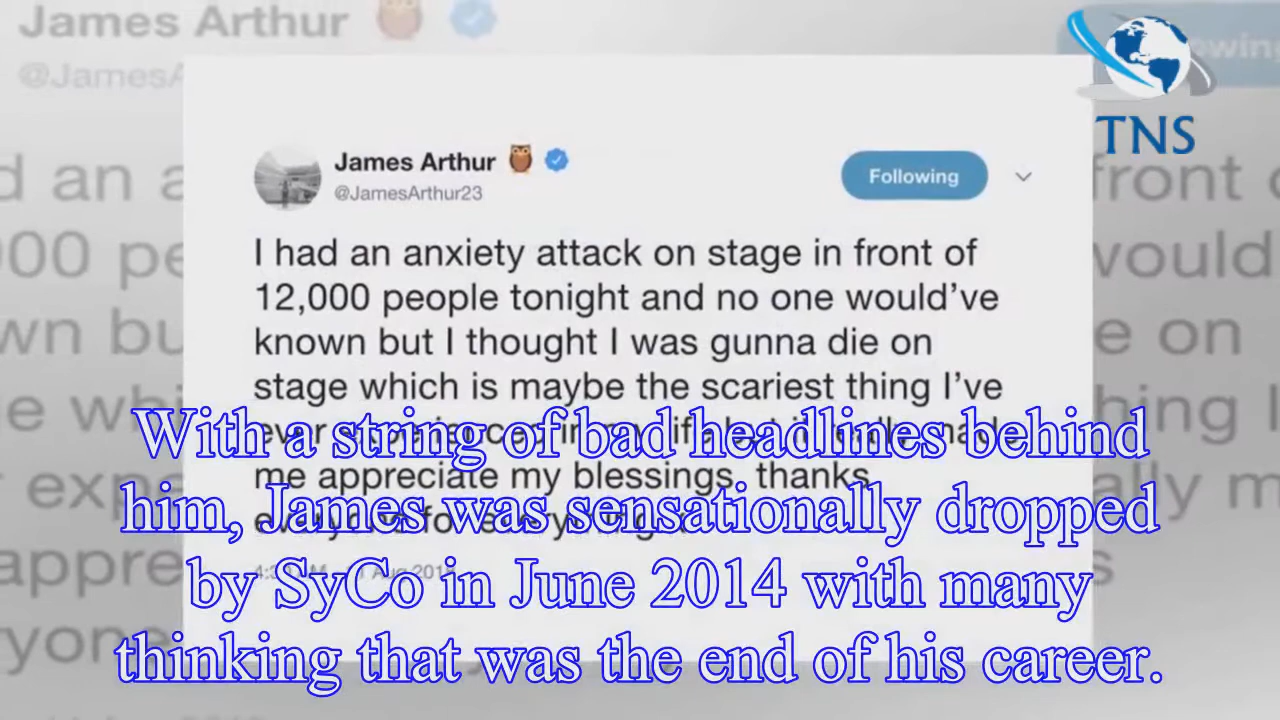 James Arthur
TNS
James Arthur
@JamesArthur23
Following
I had an anxiety attack on stage in front of
12,000 people tonight and no one would've
known but I thought I was gunna die on
stage which is maybe the scariest thing I've
me appreciate my blessings, thanks
With a string of bad headlines behind
him, James was sensationally dropped
by SyCo in June 2014 with many
thinking that was the end of his career.